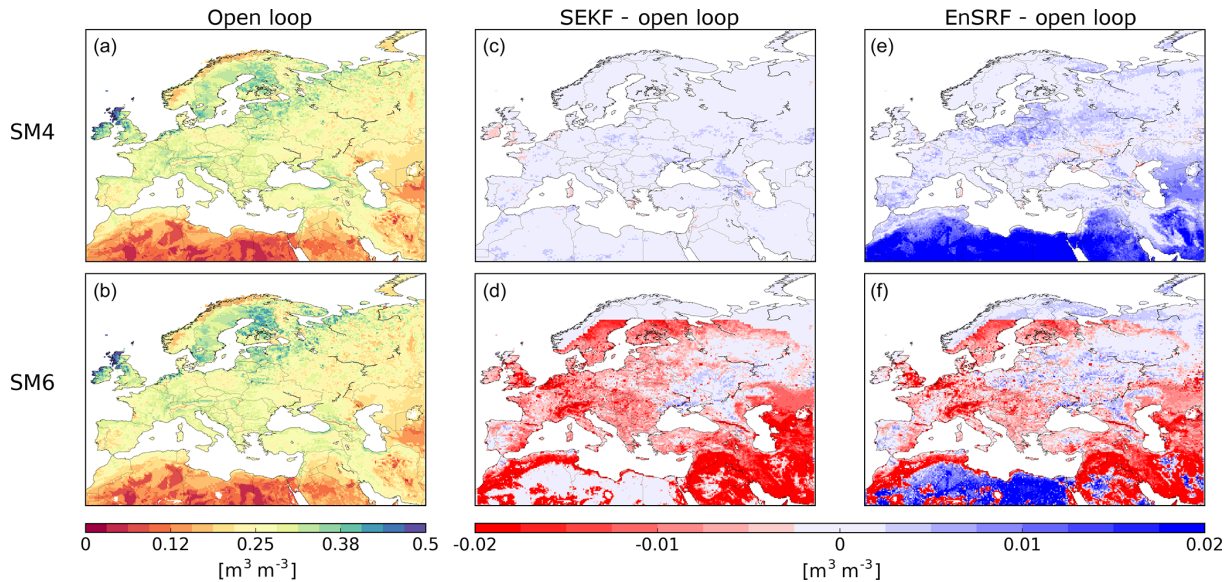 Open loop SEKF - open loop EnSRF - open loop
(a) (c) (e)
SM4
(b) (d) (f)
SM6
0 0.12 0.25 0.38 0.5 -0.02 -0.01 0 0.01 0.02
[m³ m⁻³] [m³ m⁻³]